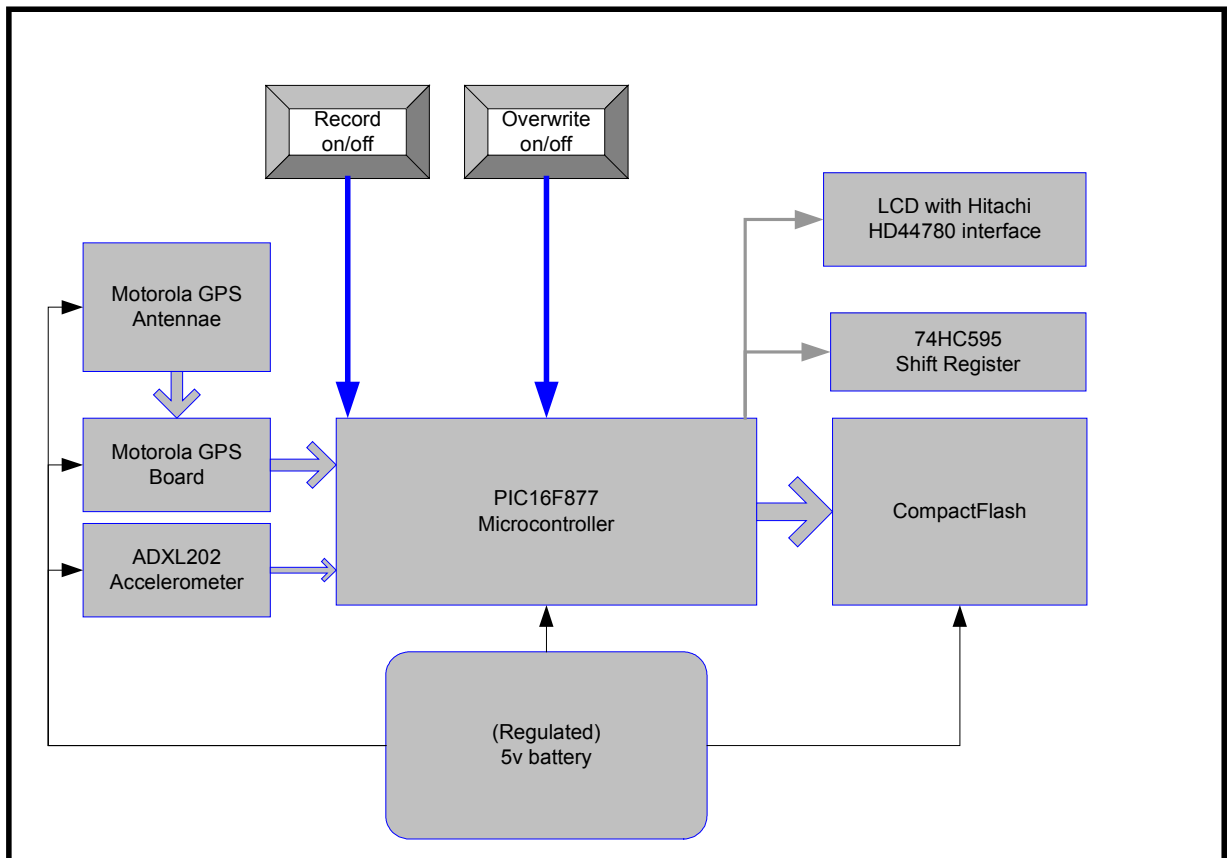 Record
on/off
Overwrite
on/off
LCD with Hitachi
HD44780 interface
Motorola GPS
Antennae
74HC595
Shift Register
Motorola GPS
Board
PIC16F877
Microcontroller
CompactFlash
ADXL202
Accelerometer
(Regulated)
5v battery